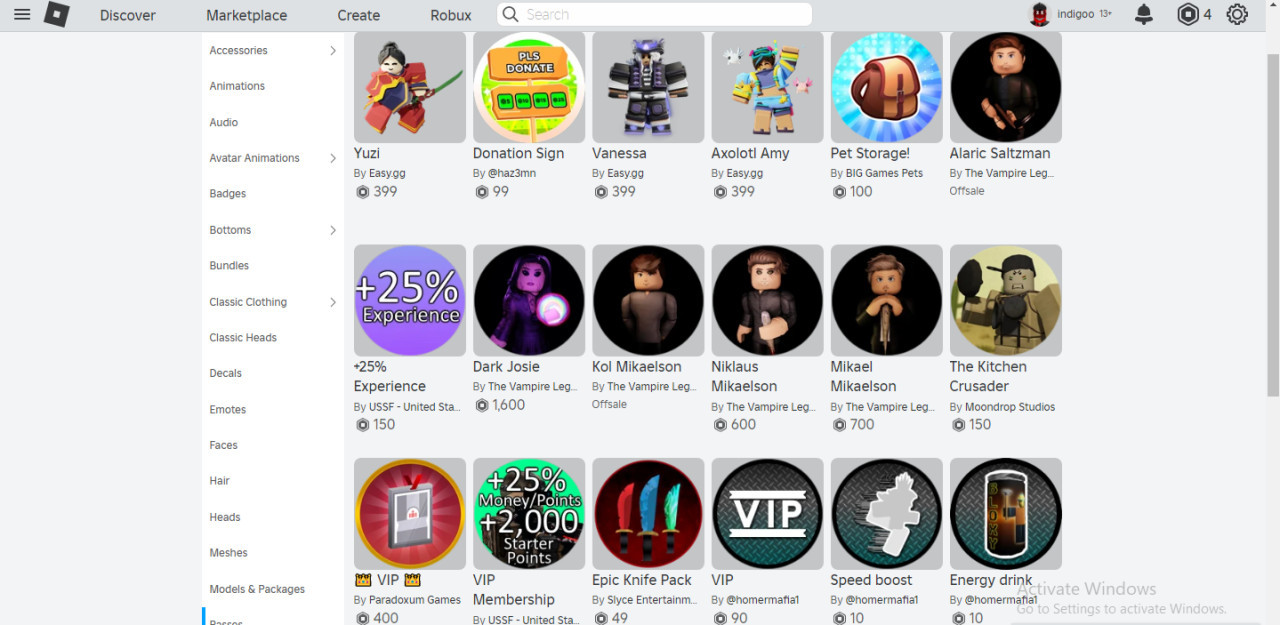 Discover
Marketplace
Create
Robux
Search
indigoo 13+
4
Accessories
Animations
Audio
Avatar Animations
Badges
Bottoms
Bundles
Classic Clothing
Classic Heads
Decals
Emotes
Faces
Hair
Heads
Meshes
Models & Packages
Passes
PLS
DONATE
Yuzi
By Easy.gg
399
Donation Sign
By @haz3mn
99
Vanessa
By Easy.gg
399
Axolotl Amy
By Easy.gg
399
Pet Storage!
By BIG Games Pets
100
Alaric Saltzman
By The Vampire Leg...
Offsale
+25%
Experience
+25%
Experience
By USSF - United Sta...
150
Dark Josie
By The Vampire Leg...
1,600
Kol Mikaelson
By The Vampire Leg...
Offsale
Niklaus
Mikaelson
By The Vampire Leg...
600
Mikael
Mikaelson
By The Vampire Leg...
700
The Kitchen
Crusader
By Moondrop Studios
150
👑 VIP 👑
By Paradoxum Games
400
+25%
Money/Points
+2,000
Starter
Points
VIP
Membership
By USSF - United Sta...
Epic Knife Pack
By Slyce Entertainm...
49
VIP
VIP
By @homermafia1
90
Speed boost
By @homermafia1
10
Energy drink
By @homermafia1
10
Activate Windows
Go to Settings to activate Windows.